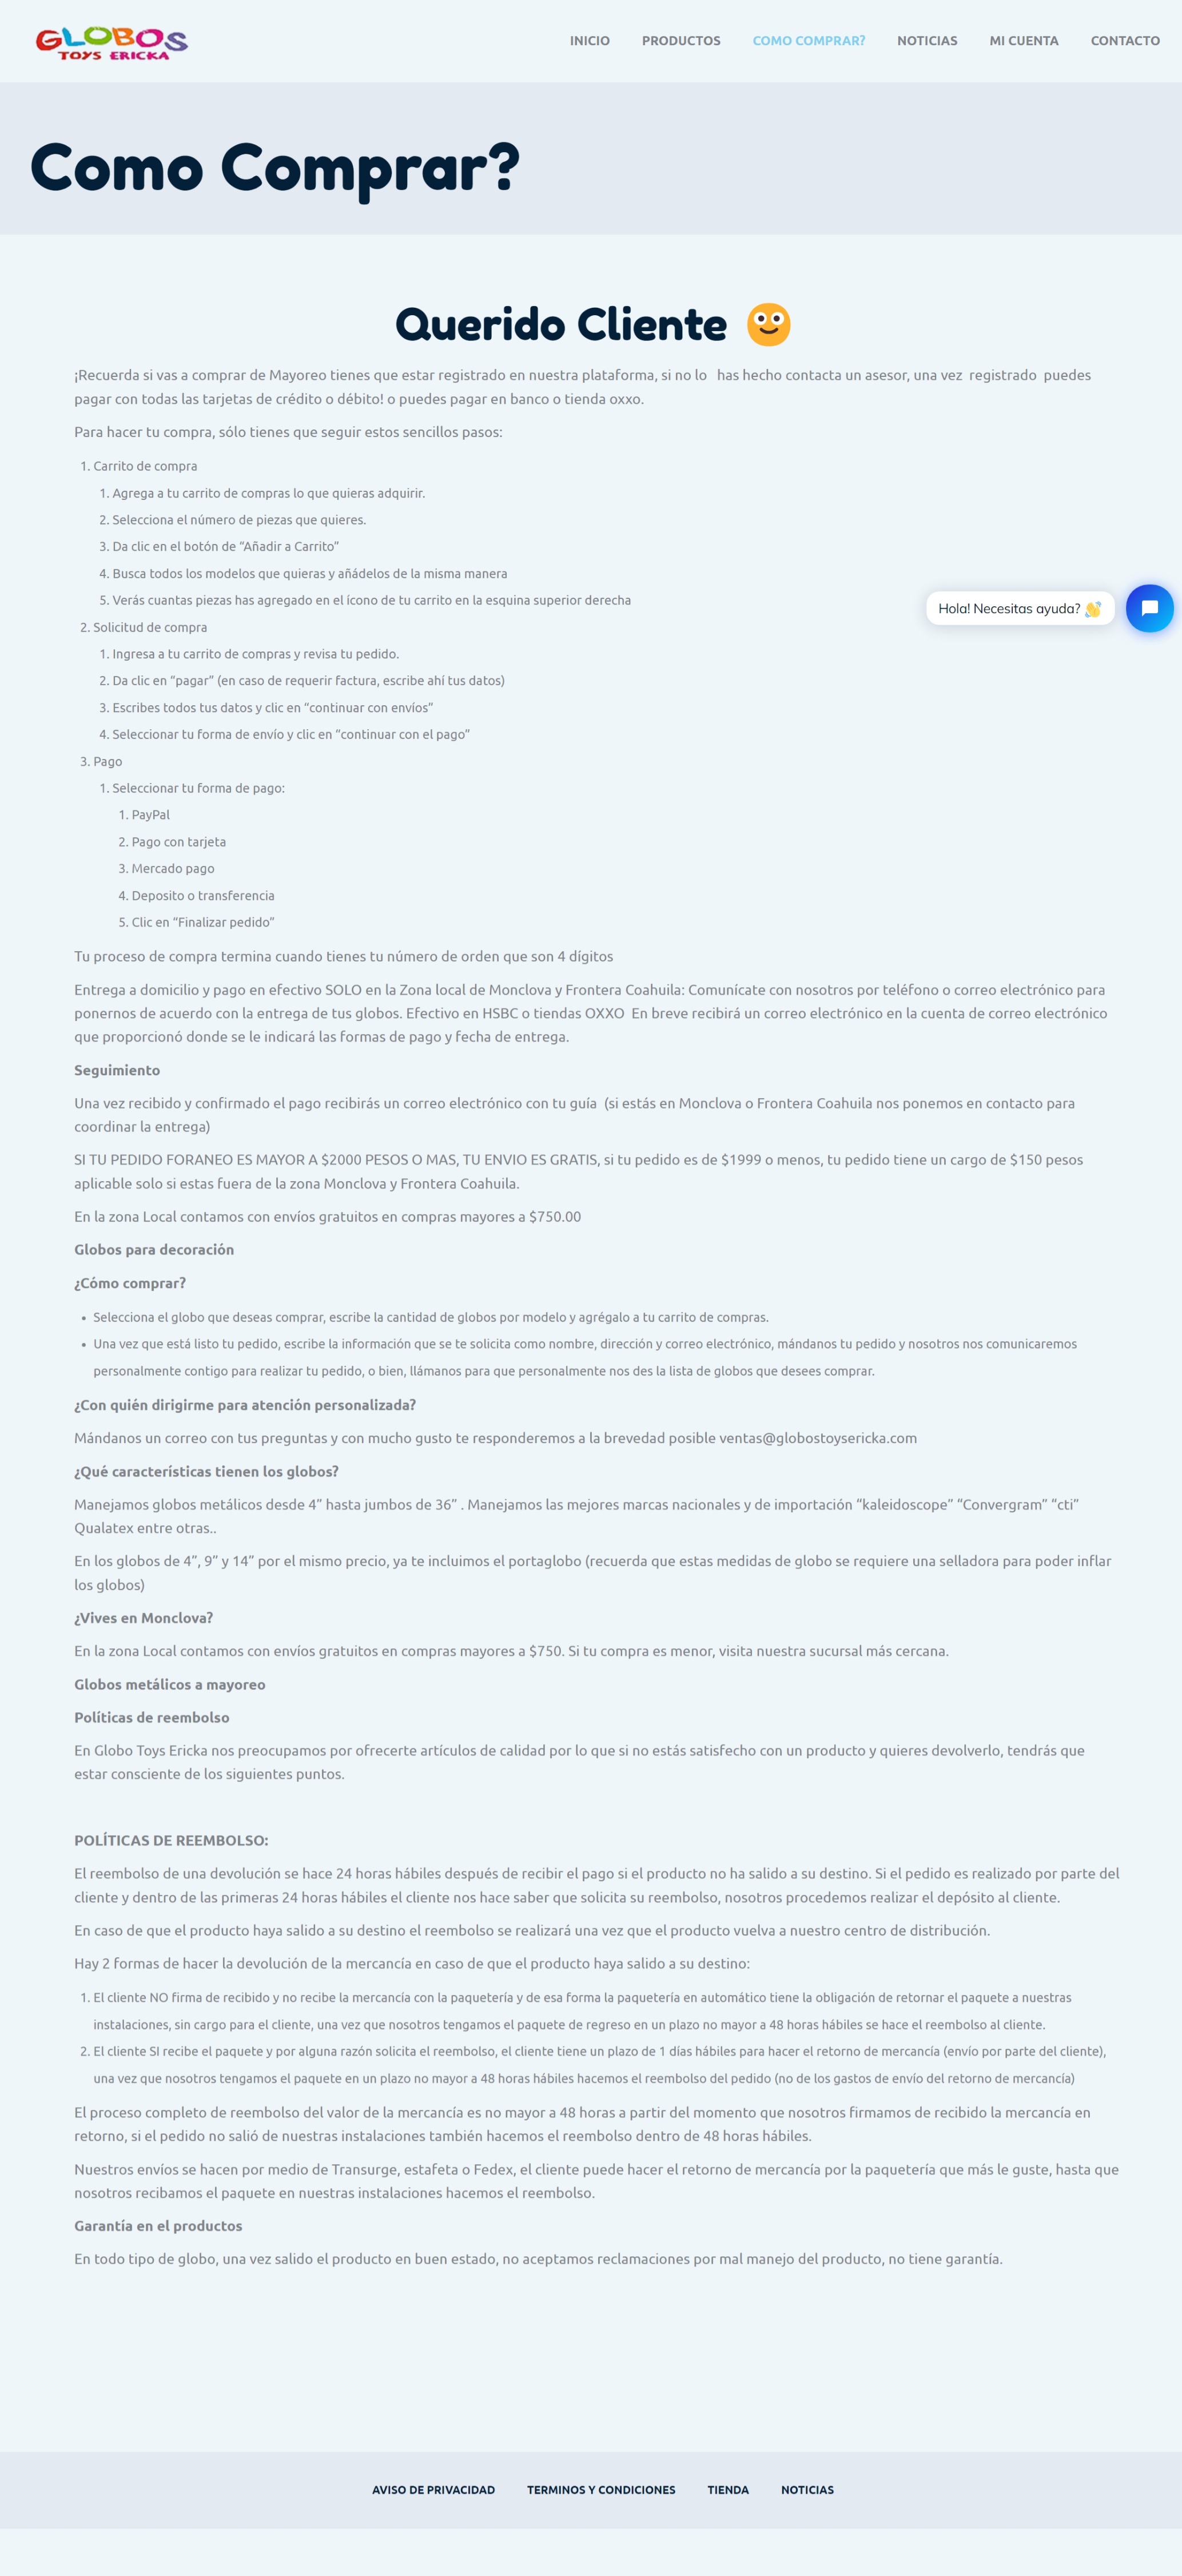 GLOBOS
TOYS ERICKA
INICIO PRODUCTOS COMO COMPRAR? NOTICIAS MI CUENTA CONTACTO
Como Comprar?
Querido Cliente
¡Recuerda si vas a comprar de Mayoreo tienes que estar registrado en nuestra plataforma, si no lo has hecho contacta un asesor, una vez registrado puedes
pagar con todas las tarjetas de crédito o débito! o puedes pagar en banco o tienda oxxo.
Para hacer tu compra, sólo tienes que seguir estos sencillos pasos:
1. Carrito de compra
1. Agrega a tu carrito de compras lo que quieras adquirir.
2. Selecciona el número de piezas que quieres.
3. Da clic en el botón de “Añadir a Carrito”
4. Busca todos los modelos que quieras y añádelos de la misma manera
5. Verás cuantas piezas has agregado en el ícono de tu carrito en la esquina superior derecha
Hola! Necesitas ayuda?
2. Solicitud de compra
1. Ingresa a tu carrito de compras y revisa tu pedido.
2. Da clic en “pagar” (en caso de requerir factura, escribe ahí tus datos)
3. Escribes todos tus datos y clic en “continuar con envíos”
4. Seleccionar tu forma de envío y clic en “continuar con el pago”
3. Pago
1. Seleccionar tu forma de pago:
1. PayPal
2. Pago con tarjeta
3. Mercado pago
4. Deposito o transferencia
5. Clic en “Finalizar pedido”
Tu proceso de compra termina cuando tienes tu número de orden que son 4 dígitos
Entrega a domicilio y pago en efectivo SOLO en la Zona local de Monclova y Frontera Coahuila: Comunícate con nosotros por teléfono o correo electrónico para
ponernos de acuerdo con la entrega de tus globos. Efectivo en HSBC o tiendas OXXO En breve recibirá un correo electrónico en la cuenta de correo electrónico
que proporcionó donde se le indicará las formas de pago y fecha de entrega.
Seguimiento
Una vez recibido y confirmado el pago recibirás un correo electrónico con tu guía (si estás en Monclova o Frontera Coahuila nos ponemos en contacto para
coordinar la entrega)
SI TU PEDIDO FORANEO ES MAYOR A $2000 PESOS O MAS, TU ENVIO ES GRATIS, si tu pedido es de $1999 o menos, tu pedido tiene un cargo de $150 pesos
aplicable solo si estas fuera de la zona Monclova y Frontera Coahuila.
En la zona Local contamos con envíos gratuitos en compras mayores a $750.00
Globos para decoración
¿Cómo comprar?
• Selecciona el globo que deseas comprar, escribe la cantidad de globos por modelo y agrégalo a tu carrito de compras.
• Una vez que está listo tu pedido, escribe la información que se te solicita como nombre, dirección y correo electrónico, mándanos tu pedido y nosotros nos comunicaremos
personalmente contigo para realizar tu pedido, o bien, llámanos para que personalmente nos des la lista de globos que desees comprar.
¿Con quién dirigirme para atención personalizada?
Mándanos un correo con tus preguntas y con mucho gusto te responderemos a la brevedad posible ventas@globostoysericka.com
¿Qué características tienen los globos?
Manejamos globos metálicos desde 4” hasta jumbos de 36” . Manejamos las mejores marcas nacionales y de importación “kaleidoscope” “Convergram” “cti”
Qualatex entre otras..
En los globos de 4”, 9” y 14” por el mismo precio, ya te incluimos el portaglobo (recuerda que estas medidas de globo se requiere una selladora para poder inflar
los globos)
¿Vives en Monclova?
En la zona Local contamos con envíos gratuitos en compras mayores a $750. Si tu compra es menor, visita nuestra sucursal más cercana.
Globos metálicos a mayoreo
Políticas de reembolso
En Globo Toys Ericka nos preocupamos por ofrecerte artículos de calidad por lo que si no estás satisfecho con un producto y quieres devolverlo, tendrás que
estar consciente de los siguientes puntos.
POLÍTICAS DE REEMBOLSO:
El reembolso de una devolución se hace 24 horas hábiles después de recibir el pago si el producto no ha salido a su destino. Si el pedido es realizado por parte del
cliente y dentro de las primeras 24 horas hábiles el cliente nos hace saber que solicita su reembolso, nosotros procedemos realizar el depósito al cliente.
En caso de que el producto haya salido a su destino el reembolso se realizará una vez que el producto vuelva a nuestro centro de distribución.
Hay 2 formas de hacer la devolución de la mercancía en caso de que el producto haya salido a su destino:
1. El cliente NO firma de recibido y no recibe la mercancía con la paquetería y de esa forma la paquetería en automático tiene la obligación de retornar el paquete a nuestras
instalaciones, sin cargo para el cliente, una vez que nosotros tengamos el paquete de regreso en un plazo no mayor a 48 horas hábiles se hace el reembolso al cliente.
2. El cliente SI recibe el paquete y por alguna razón solicita el reembolso, el cliente tiene un plazo de 1 días hábiles para hacer el retorno de mercancía (envío por parte del cliente),
una vez que nosotros tengamos el paquete en un plazo no mayor a 48 horas hábiles hacemos el reembolso del pedido (no de los gastos de envío del retorno de mercancía)
El proceso completo de reembolso del valor de la mercancía es no mayor a 48 horas a partir del momento que nosotros firmamos de recibido la mercancía en
retorno, si el pedido no salió de nuestras instalaciones también hacemos el reembolso dentro de 48 horas hábiles.
Nuestros envíos se hacen por medio de Transurge, estafeta o Fedex, el cliente puede hacer el retorno de mercancía por la paquetería que más le guste, hasta que
nosotros recibamos el paquete en nuestras instalaciones hacemos el reembolso.
Garantía en el productos
En todo tipo de globo, una vez salido el producto en buen estado, no aceptamos reclamaciones por mal manejo del producto, no tiene garantía.
AVISO DE PRIVACIDAD TERMINOS Y CONDICIONES TIENDA NOTICIAS